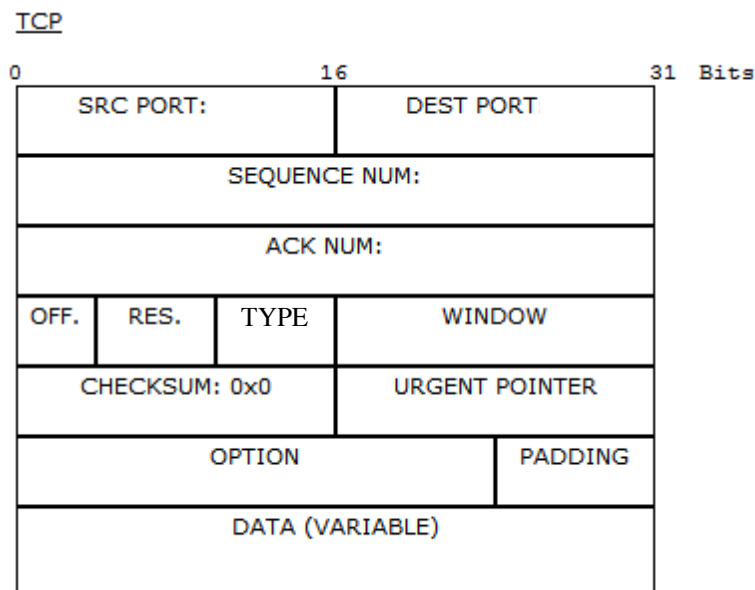 TCP
0 16 31 Bits
SRC PORT: DEST PORT
SEQUENCE NUM:
ACK NUM:
OFF. RES. TYPE WINDOW
CHECKSUM: 0x0 URGENT POINTER
OPTION PADDING
DATA (VARIABLE)